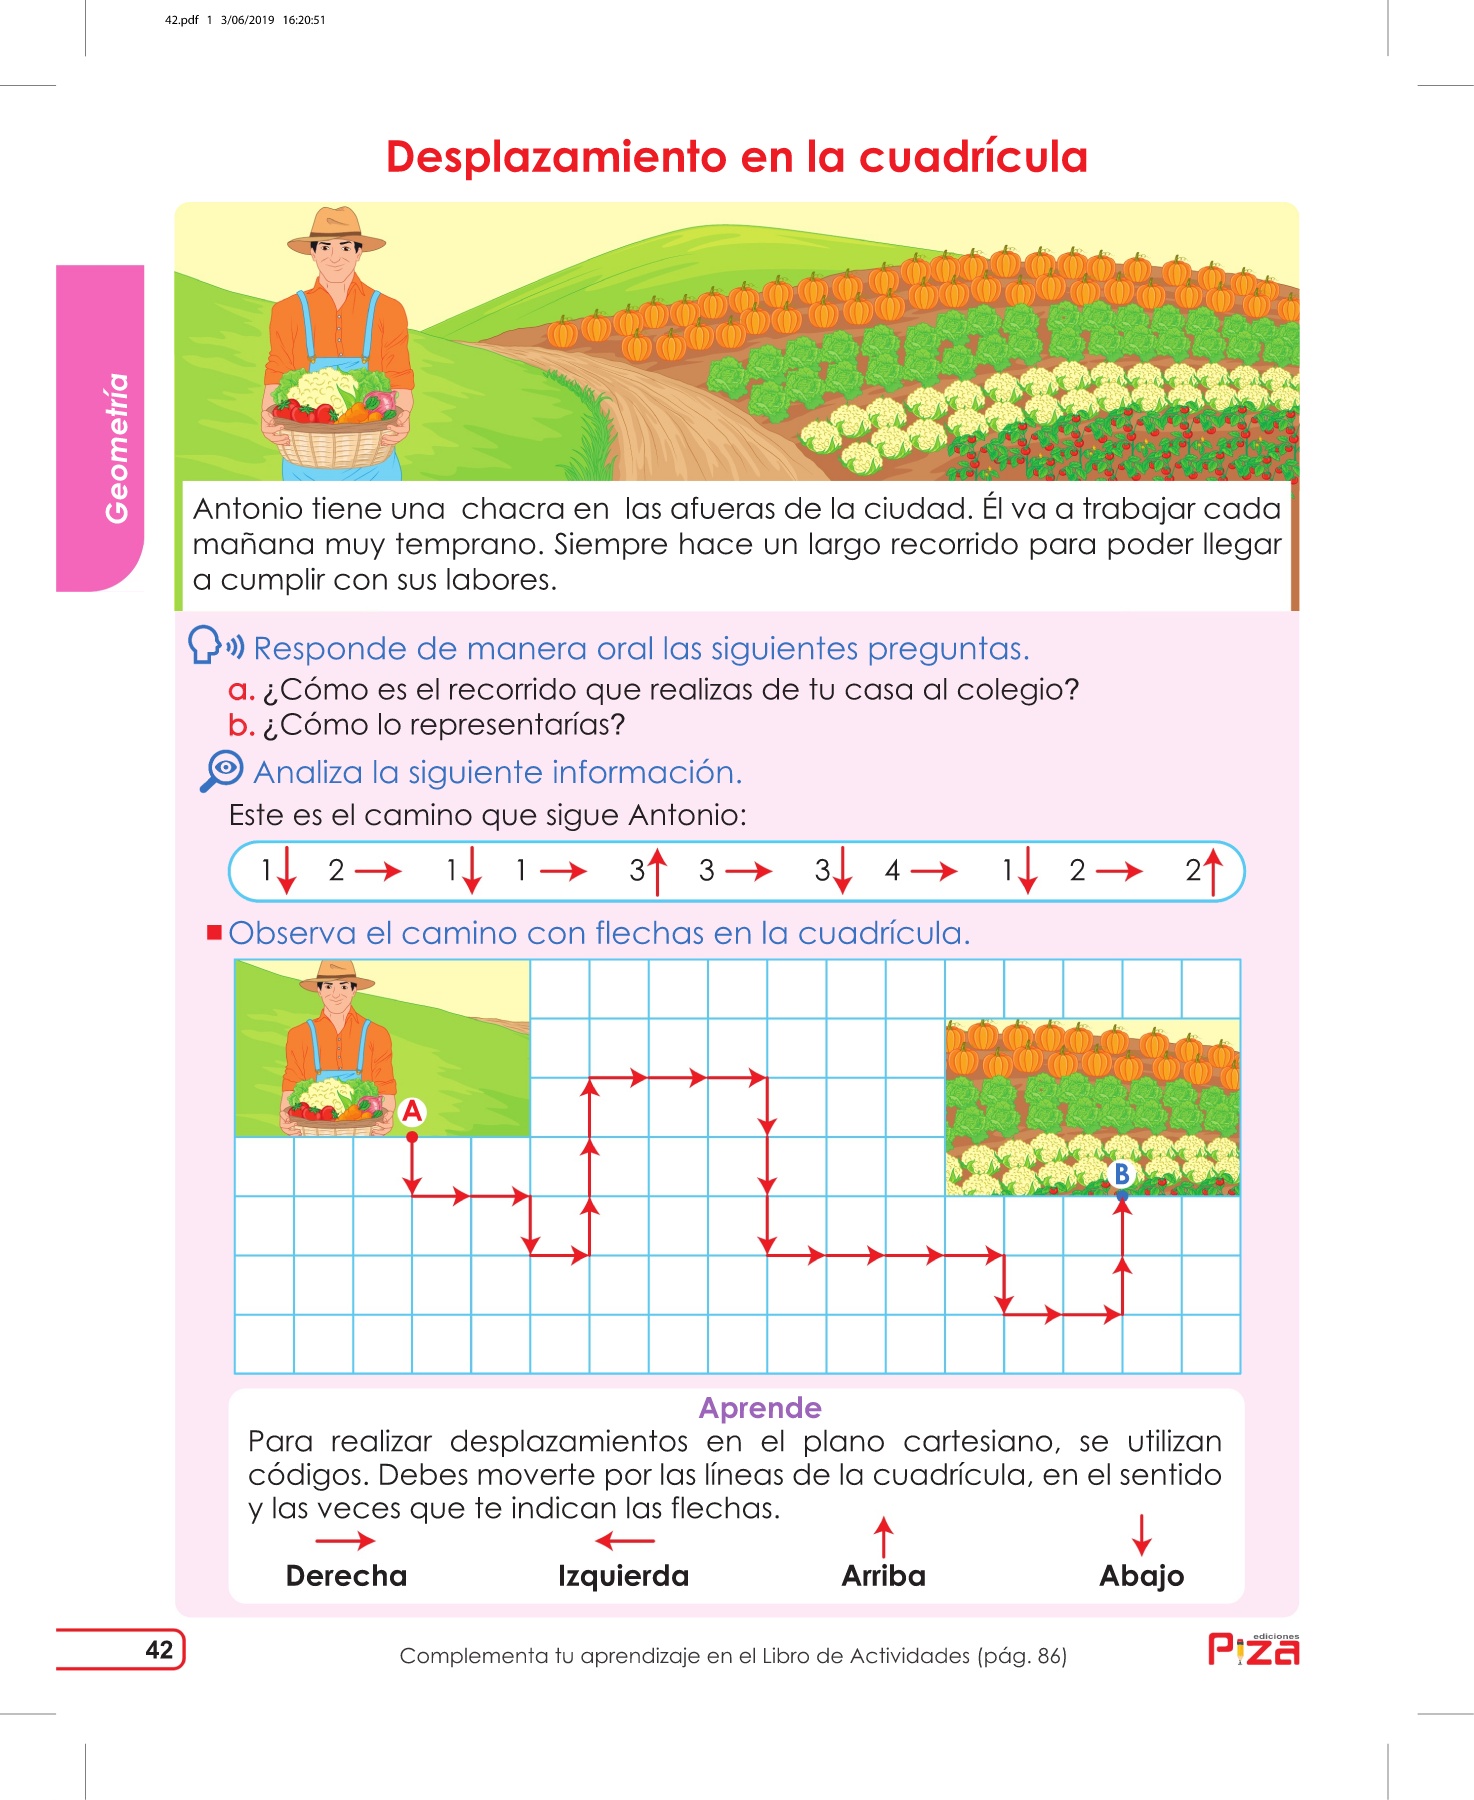 42.pdf 1 3/06/2019 16:20:51
Desplazamiento en la cuadrícula
Geometría
Antonio tiene una chacra en las afueras de la ciudad. Él va a trabajar cada
mañana muy temprano. Siempre hace un largo recorrido para poder llegar
a cumplir con sus labores.
Responde de manera oral las siguientes preguntas.
a. ¿Cómo es el recorrido que realizas de tu casa al colegio?
b. ¿Cómo lo representarías?
Analiza la siguiente información.
Este es el camino que sigue Antonio:
1↓ 2→ 1↓ 1→ 3↑ 3→ 3↓ 4→ 1↓ 2→ 2↑
Observa el camino con flechas en la cuadrícula.
A
B
Aprende
Para realizar desplazamientos en el plano cartesiano, se utilizan
códigos. Debes moverte por las líneas de la cuadrícula, en el sentido
y las veces que te indican las flechas.
Derecha Izquierda Arriba Abajo
42
Complementa tu aprendizaje en el Libro de Actividades (pág. 86)
ediciones
Piza